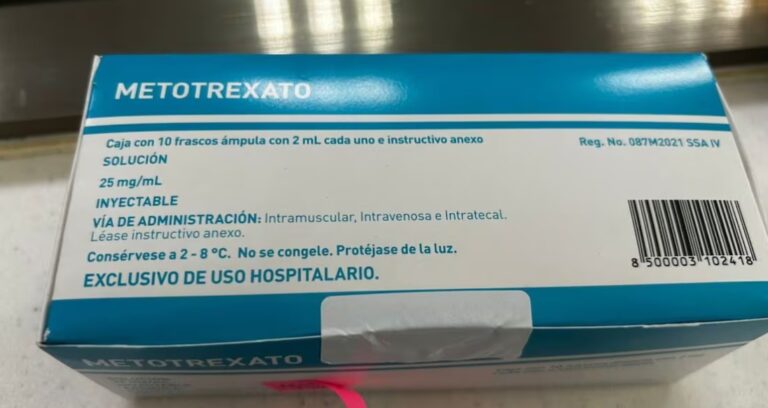 METOTREXATO
Caja con 10 frascos ámpula con 2 mL cada uno e instructivo anexo
Reg. No. 087M2021 SSA IV
SOLUCIÓN
25 mg/mL
INYECTABLE
VÍA DE ADMINISTRACIÓN: Intramuscular, Intravenosa e Intratecal.
Léase instructivo anexo.
Consérvese a 2 - 8 °C. No se congele. Protéjase de la luz.
EXCLUSIVO DE USO HOSPITALARIO.
8 500003 102418
METOTREXATO